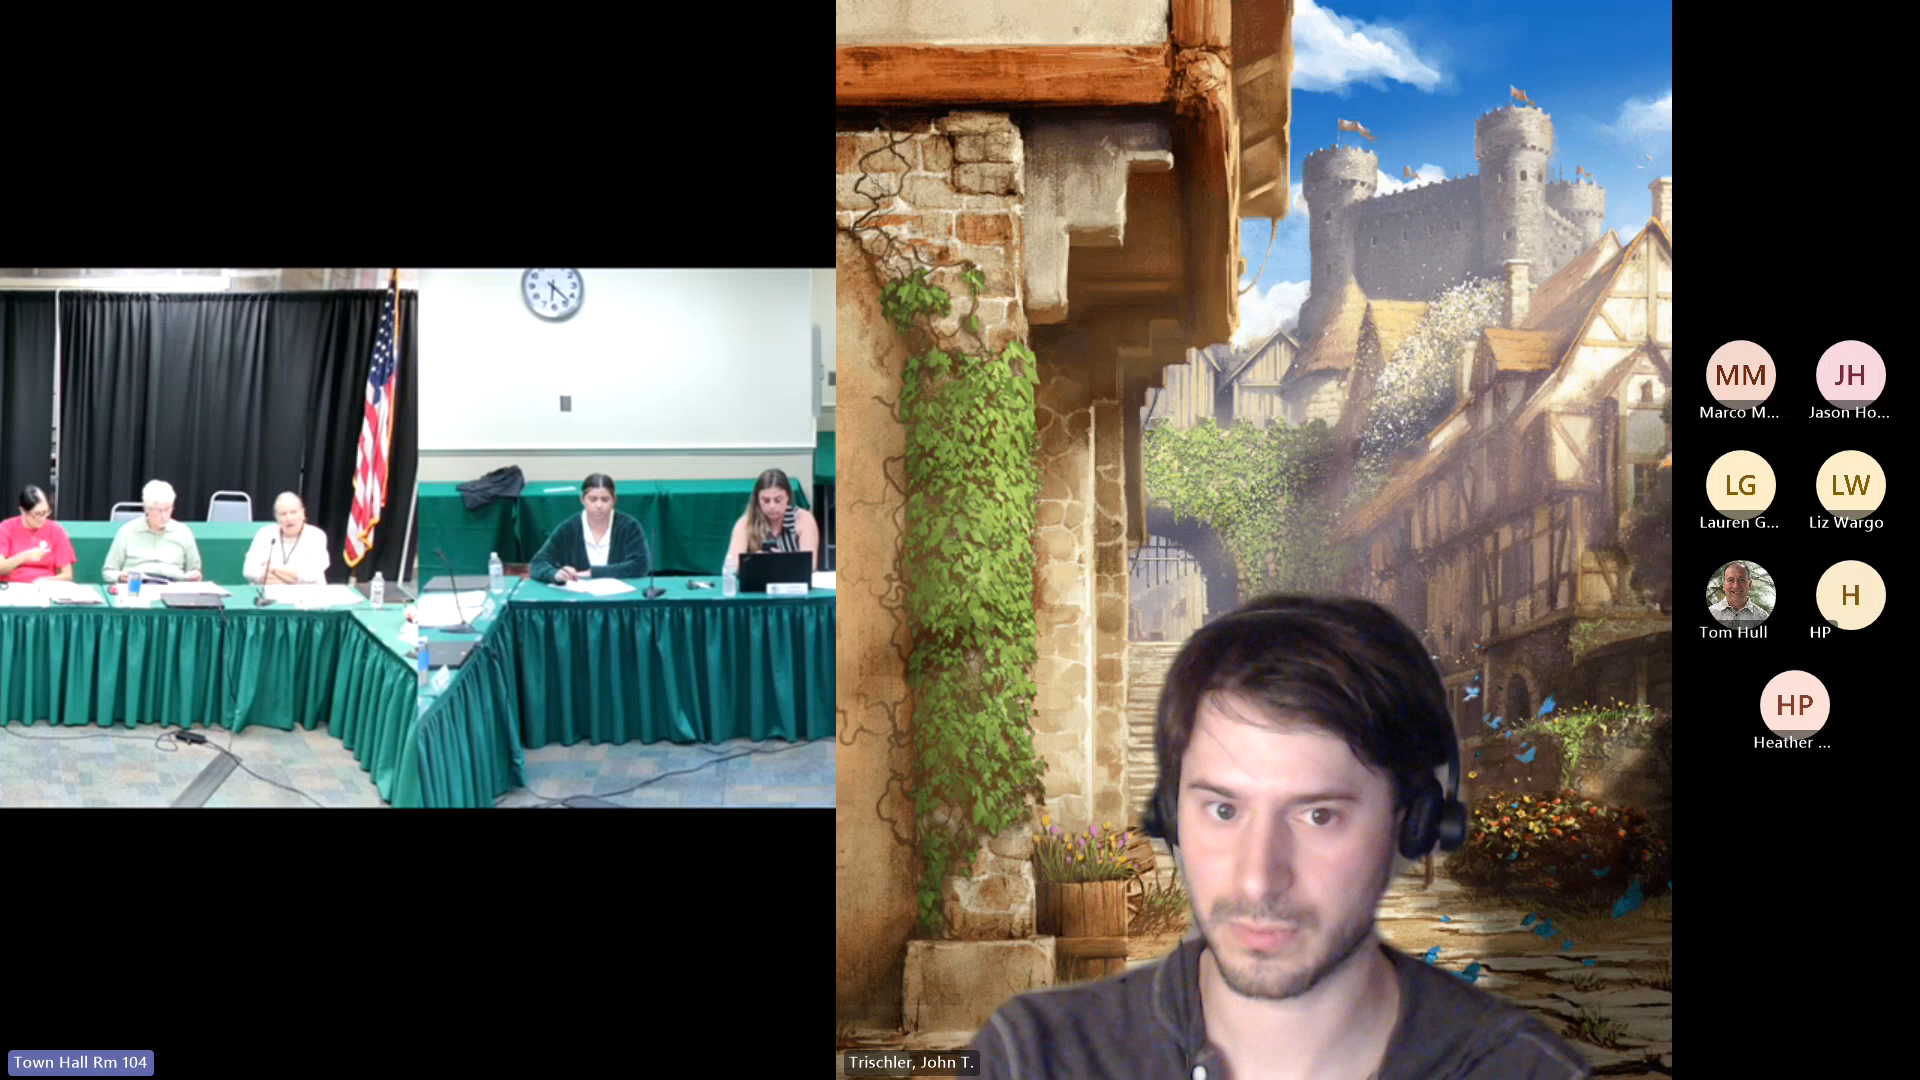 MM
JH
Marco M...
Jason Ho...
LG
LW
Lauren G...
Liz Wargo
H
Tom Hull
HP
HP
Heather ...
Town Hall Rm 104
Trischler, John T.